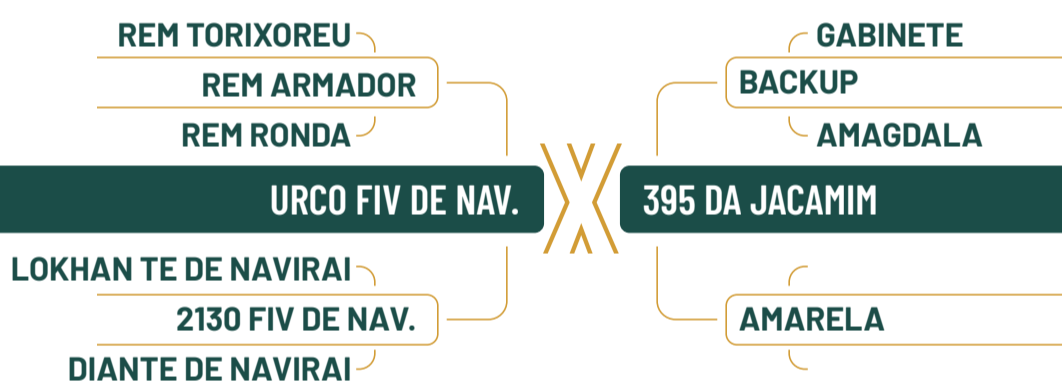 REM TORIXOREU
REM ARMADOR
REM RONDA
URCO FIV DE NAV.
LOKHAN TE DE NAVIRAI
2130 FIV DE NAV.
DIANTE DE NAVIRAI
X
GABINETE
BACKUP
AMAGDALA
395 DA JACAMIM
AMARELA